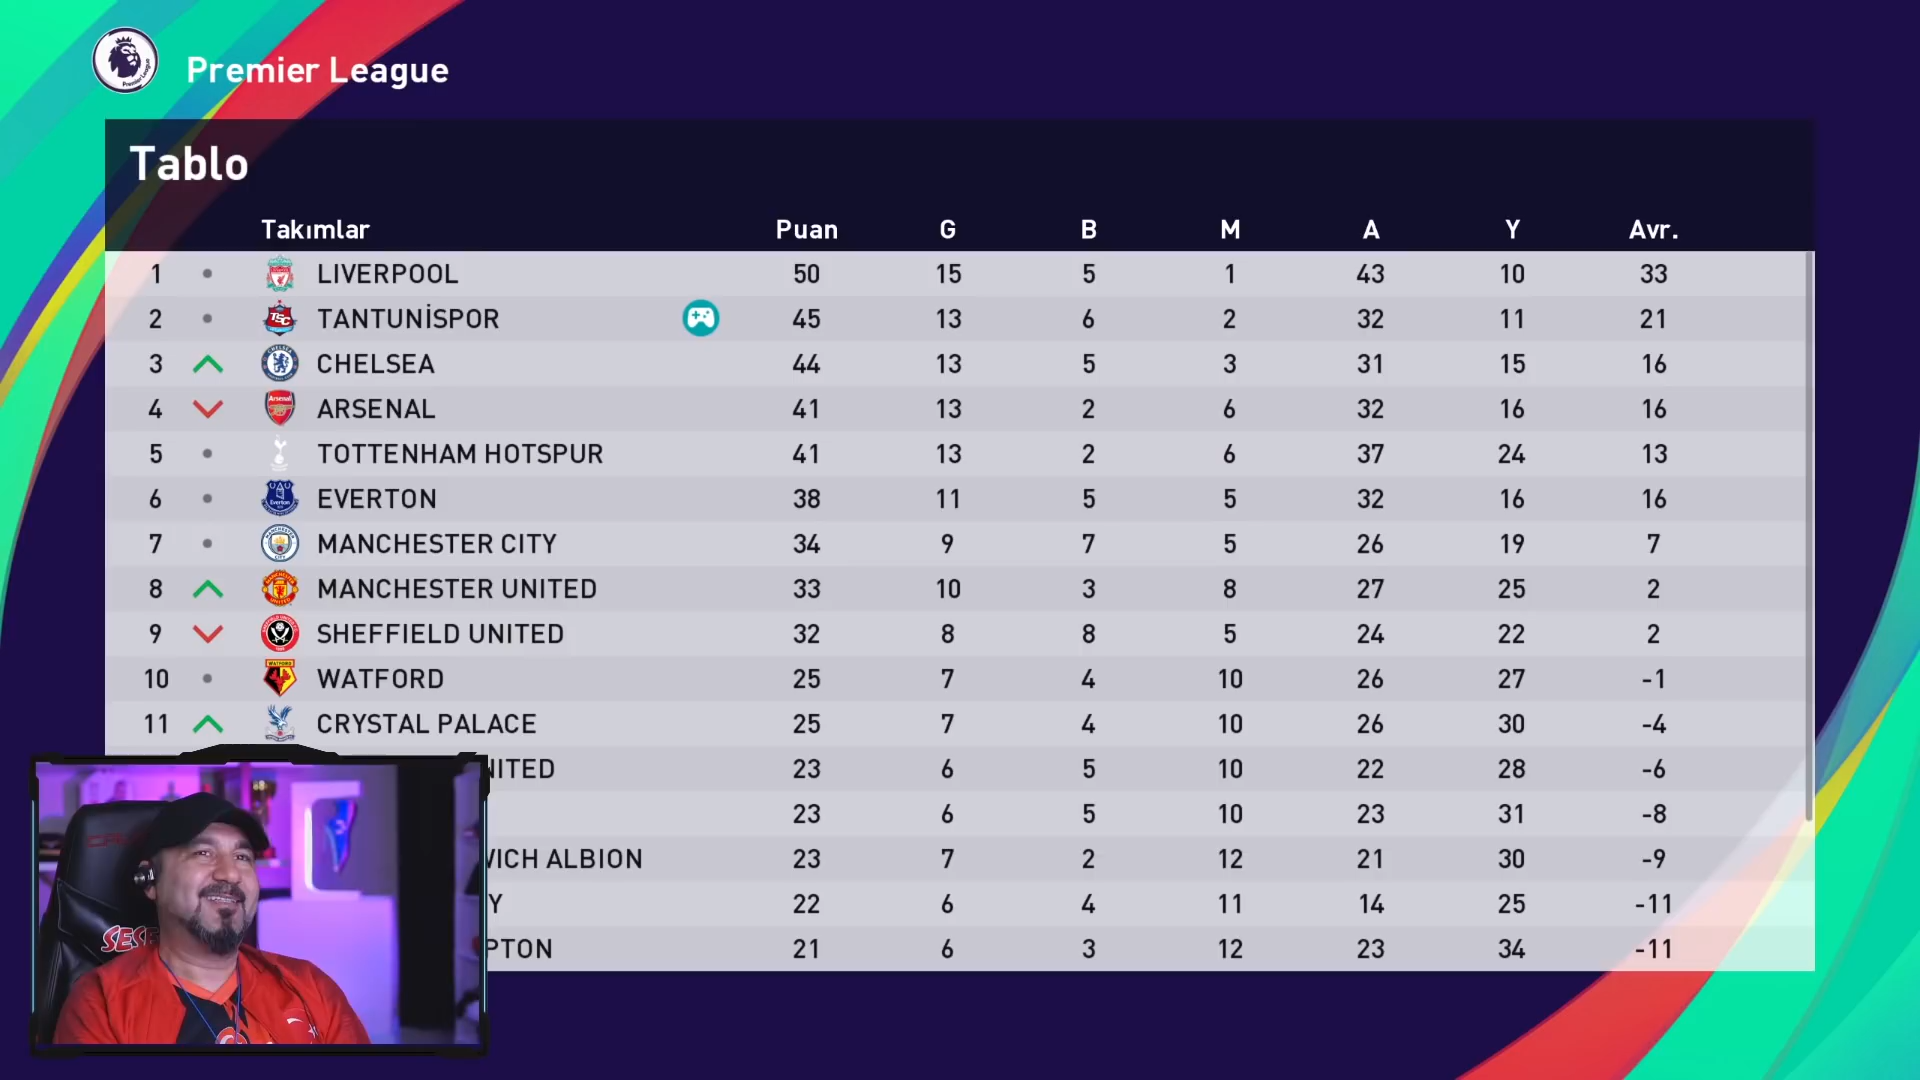 Premier League
Tablo
Takımlar Puan G B M A Y Avr.
1 LIVERPOOL 50 15 5 1 43 10 33
2 TANTUNİSPOR 45 13 6 2 32 11 21
3 CHELSEA 44 13 5 3 31 15 16
4 ARSENAL 41 13 2 6 32 16 16
5 TOTTENHAM HOTSPUR 41 13 2 6 37 24 13
6 EVERTON 38 11 5 5 32 16 16
7 MANCHESTER CITY 34 9 7 5 26 19 7
8 MANCHESTER UNITED 33 10 3 8 27 25 2
9 SHEFFIELD UNITED 32 8 8 5 24 22 2
10 WATFORD 25 7 4 10 26 27 -1
11 CRYSTAL PALACE 25 7 4 10 26 30 -4
NITED 23 6 5 10 22 28 -6
23 6 5 10 23 31 -8
WICH ALBION 23 7 2 12 21 30 -9
Y 22 6 4 11 14 25 -11
PTON 21 6 3 12 23 34 -11